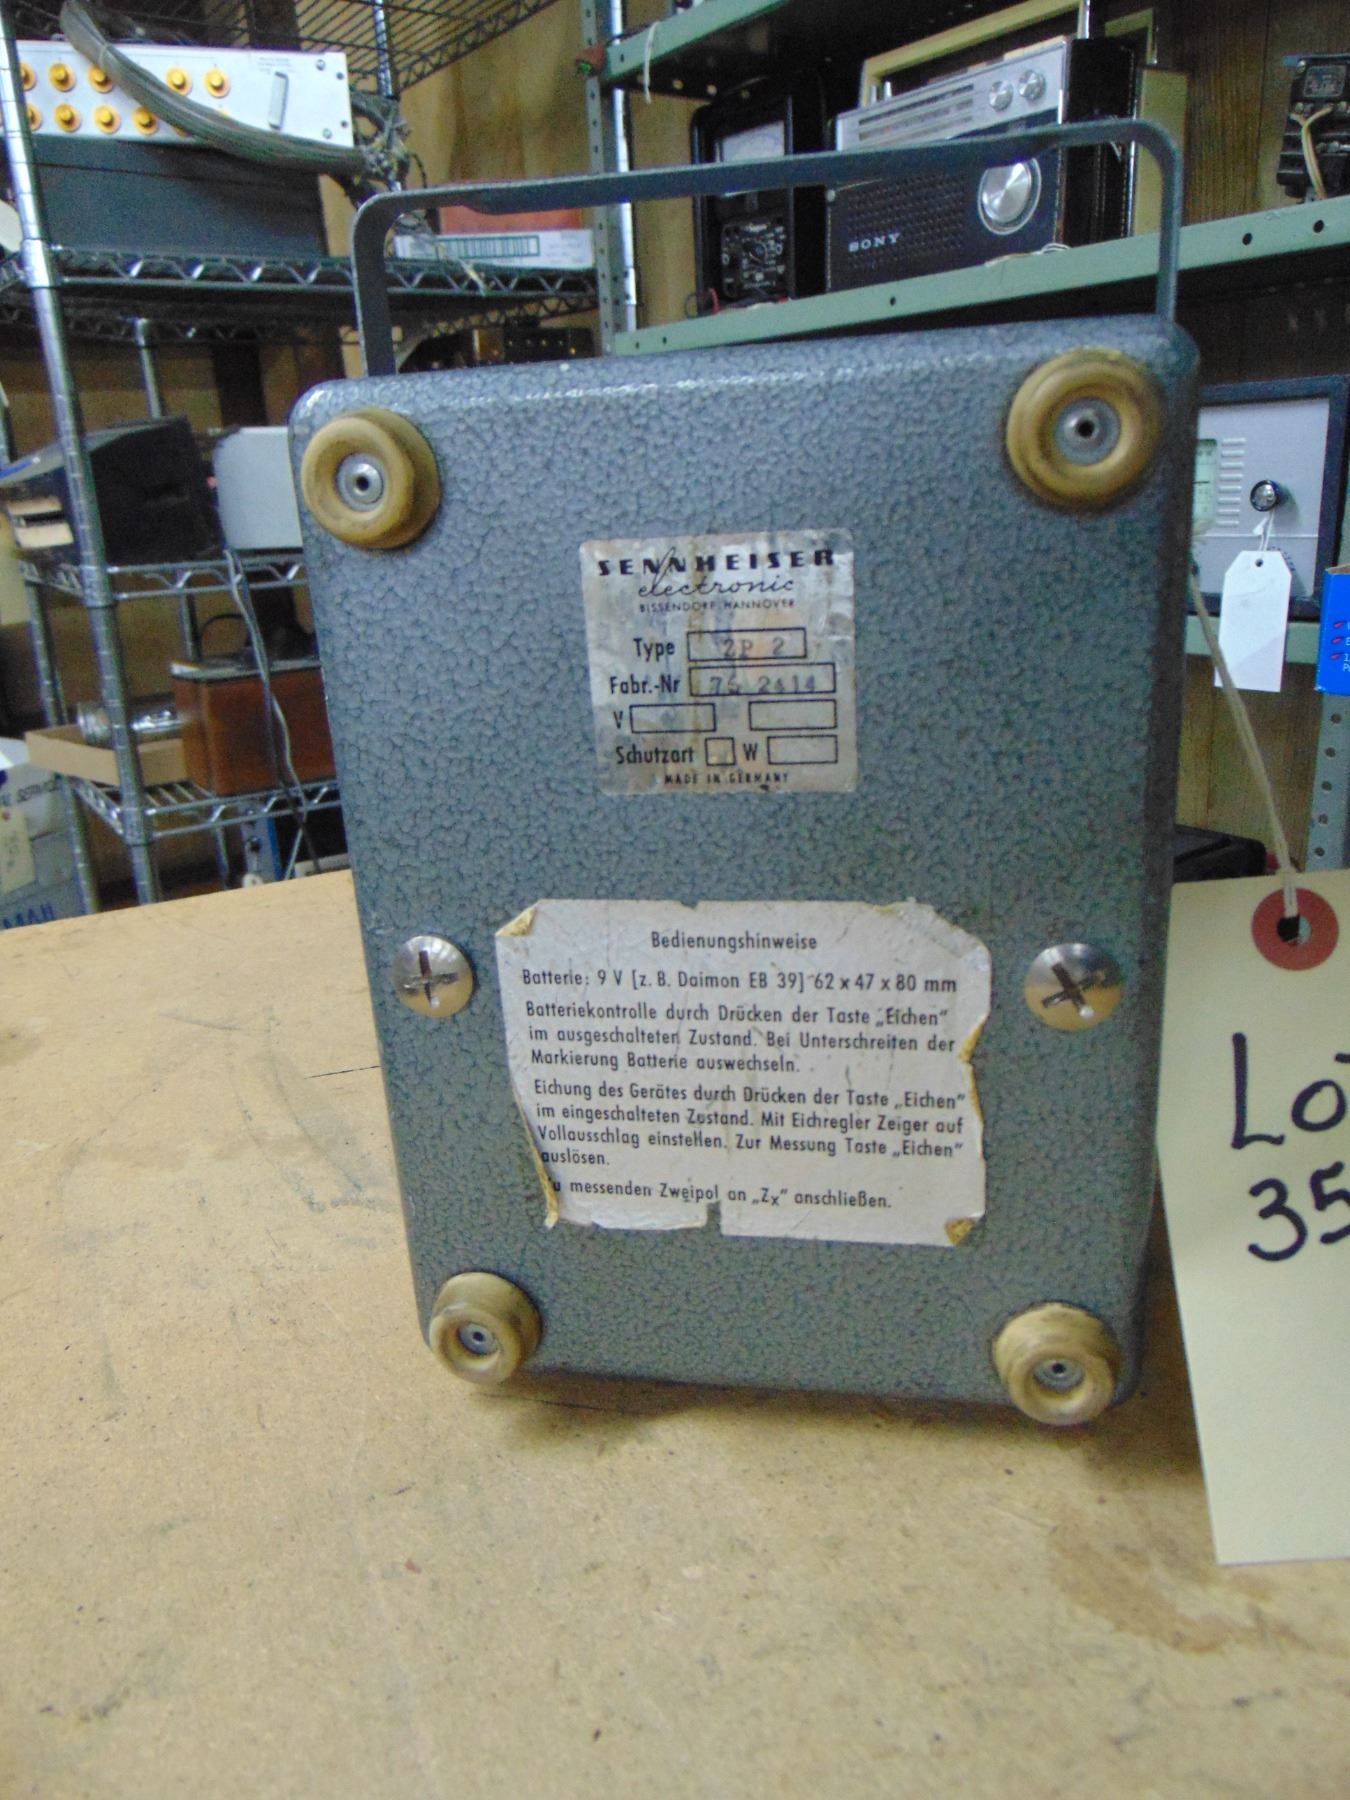 SONY
SENNHEISER
electronic
BISSENDORF HANNOVER
Type ZP 2
Fabr.-Nr 2414
V
Schutzart W
MADE IN GERMANY
Bedienungshinweise
Batterie: 9 V [z. B. Daimon EB 39] 62 x 47 x 80 mm
Batteriekontrolle durch Drücken der Taste „Eichen"
im ausgeschalteten Zustand. Bei Unterschreiten der
Markierung Batterie auswechseln.
Eichung des Gerätes durch Drücken der Taste „Eichen"
im eingeschalteten Zustand. Mit Eichregler Zeiger auf
Vollausschlag einstellen. Zur Messung Taste „Eichen"
auslösen.
messenden Zweipol an „Zx" anschließen.
35